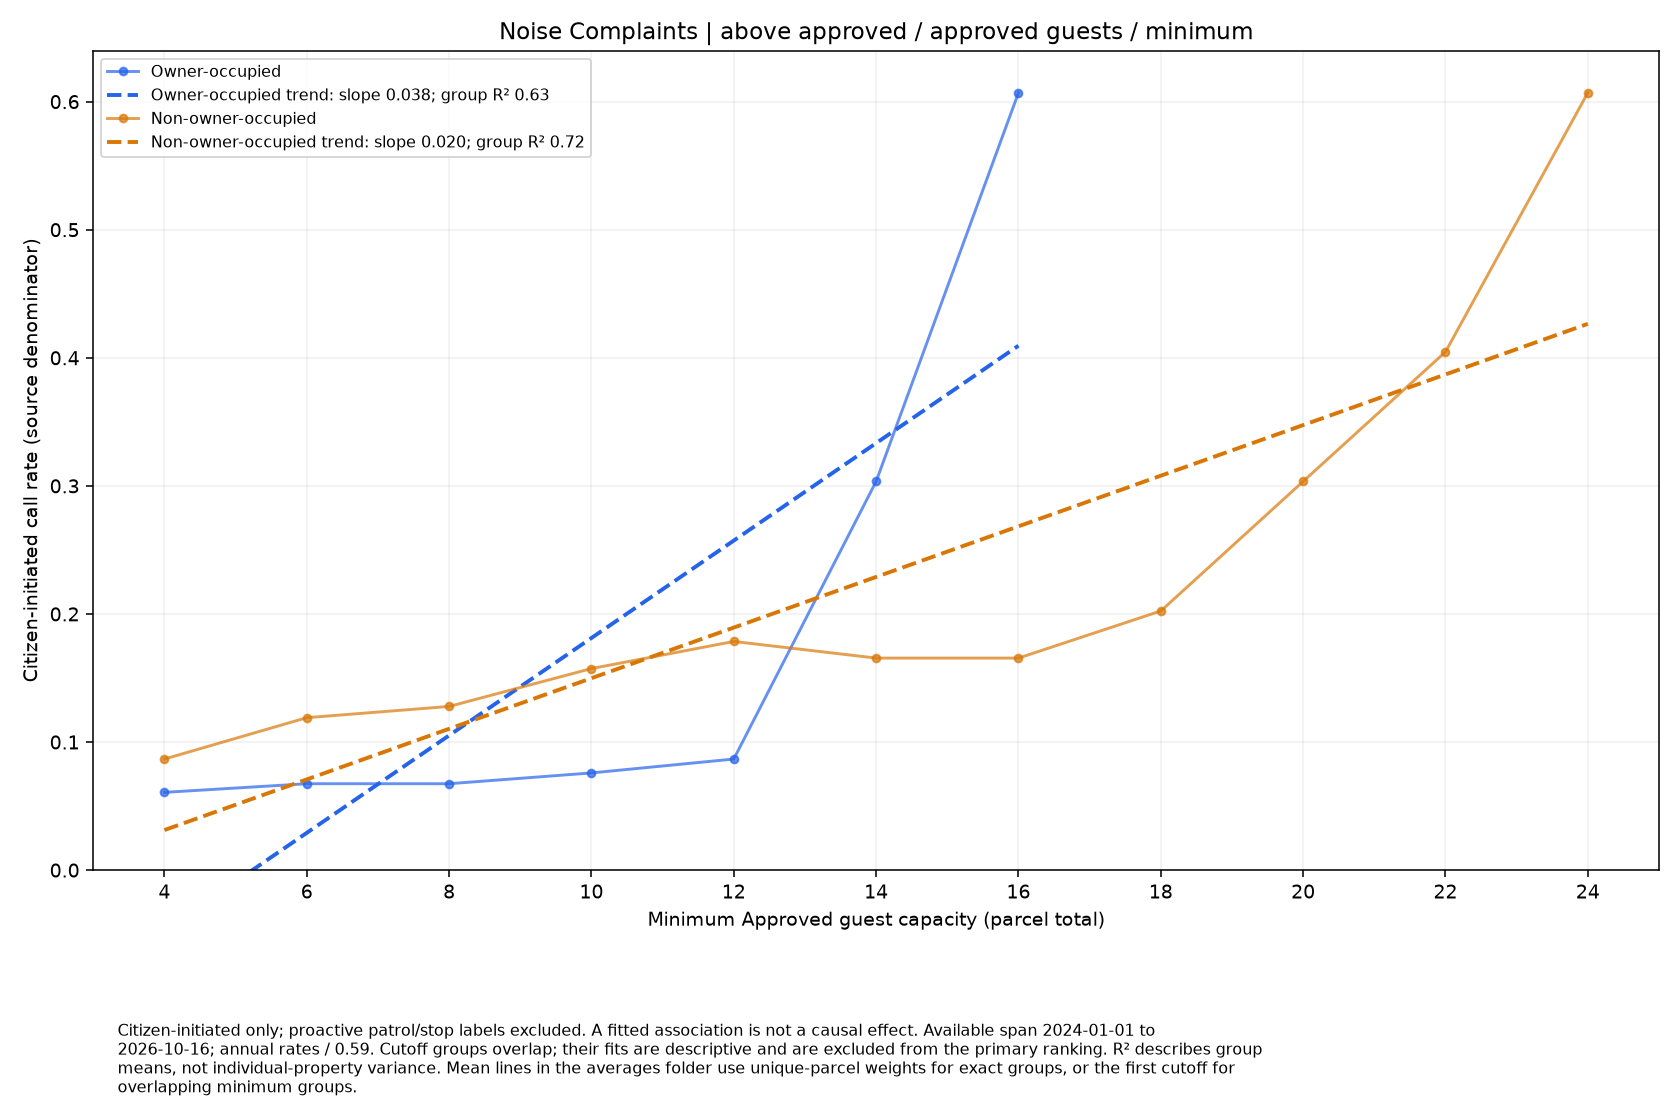 Noise Complaints | above approved / approved guests / minimum
Owner-occupied
Owner-occupied trend: slope 0.038; group R² 0.63
Non-owner-occupied
Non-owner-occupied trend: slope 0.020; group R² 0.72
Citizen-initiated call rate (source denominator)
0.6
0.5
0.4
0.3
0.2
0.1
0.0
4 6 8 10 12 14 16 18 20 22 24
Minimum Approved guest capacity (parcel total)
Citizen-initiated only; proactive patrol/stop labels excluded. A fitted association is not a causal effect. Available span 2024-01-01 to
2026-10-16; annual rates / 0.59. Cutoff groups overlap; their fits are descriptive and are excluded from the primary ranking. R² describes group
means, not individual-property variance. Mean lines in the averages folder use unique-parcel weights for exact groups, or the first cutoff for
overlapping minimum groups.